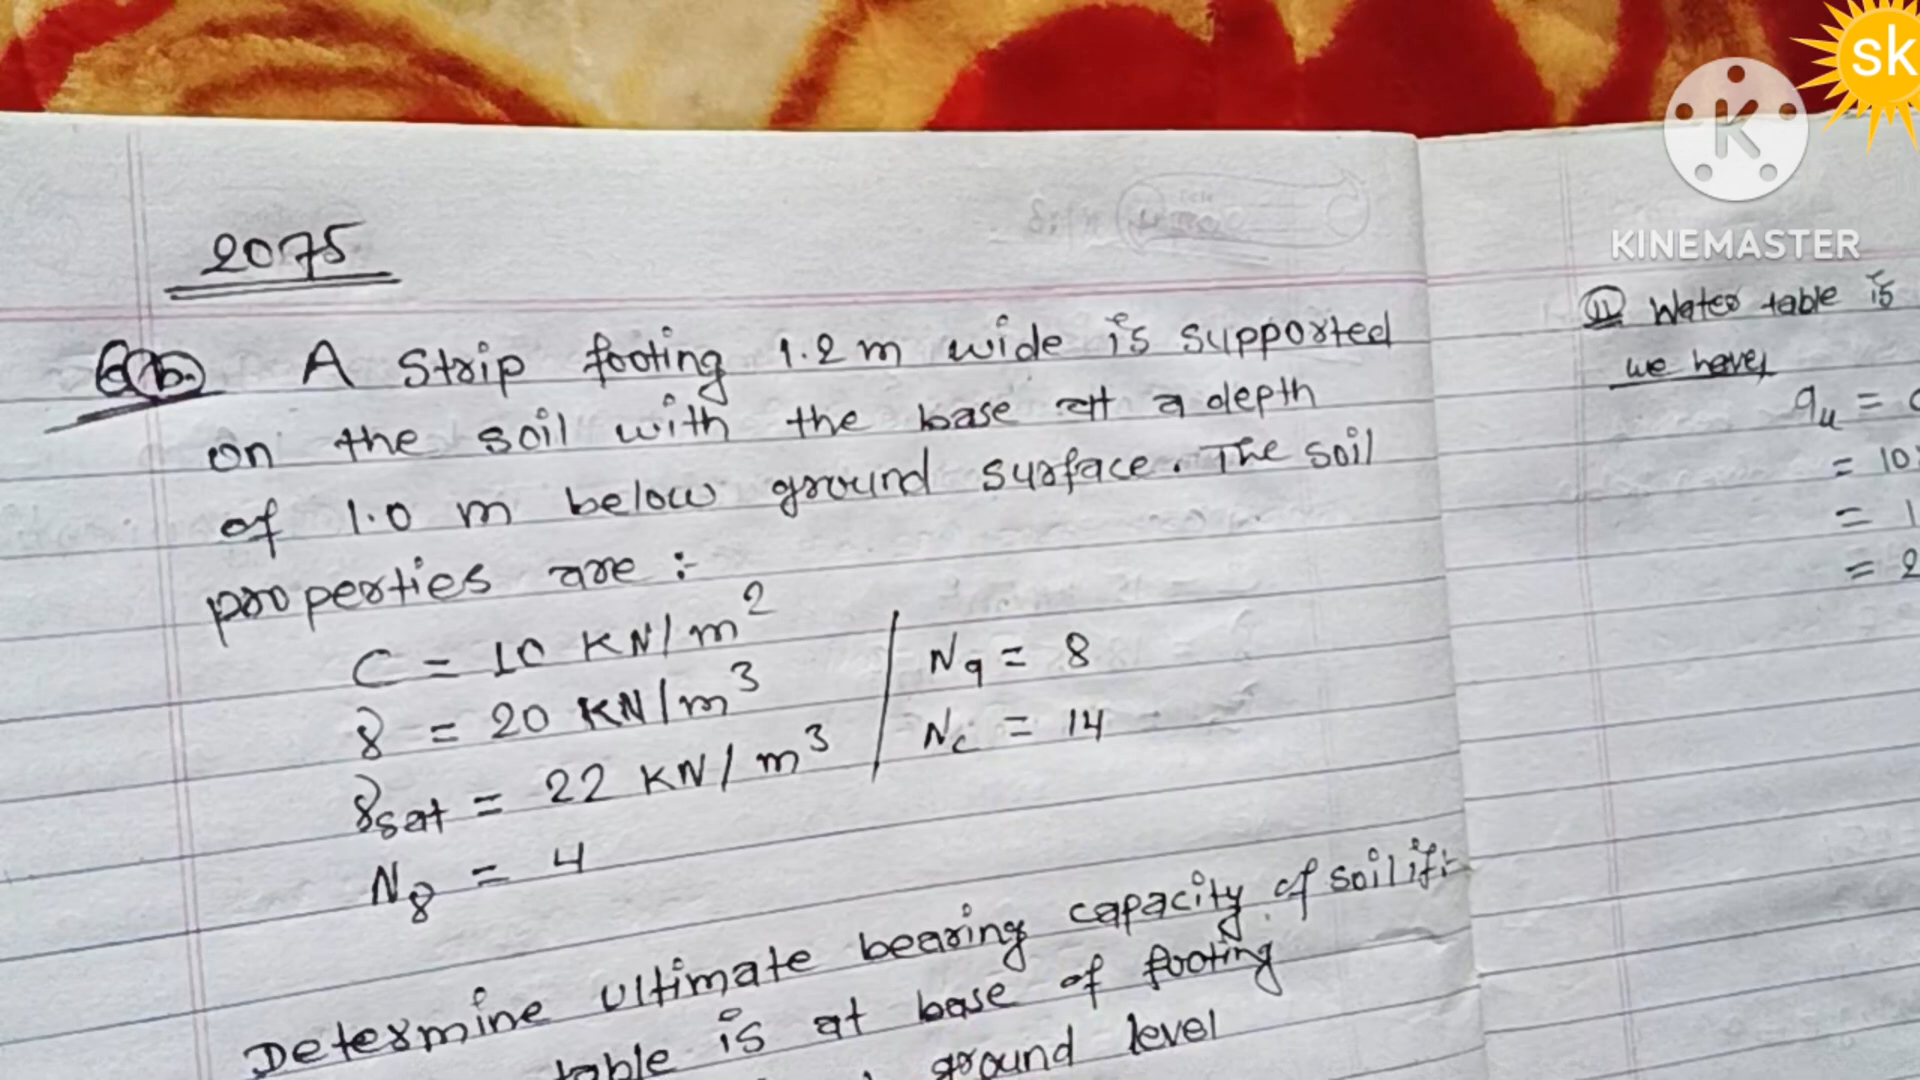 sk
KINEMASTER
2075
Q.b. A Strip footing 1.2 m wide is supported
on the soil with the base at a depth
of 1.0 m below ground surface. The soil
properties are :-
C = 10 KN/m²
γ = 20 KN/m³
γsat = 22 KN/m³
Nγ = 4
Nq = 8
Nc = 14
Determine ultimate bearing capacity of soil if:-
table is at base of footing
ground level
Water table is
we have,
qu =
= 10
= 1
= 2